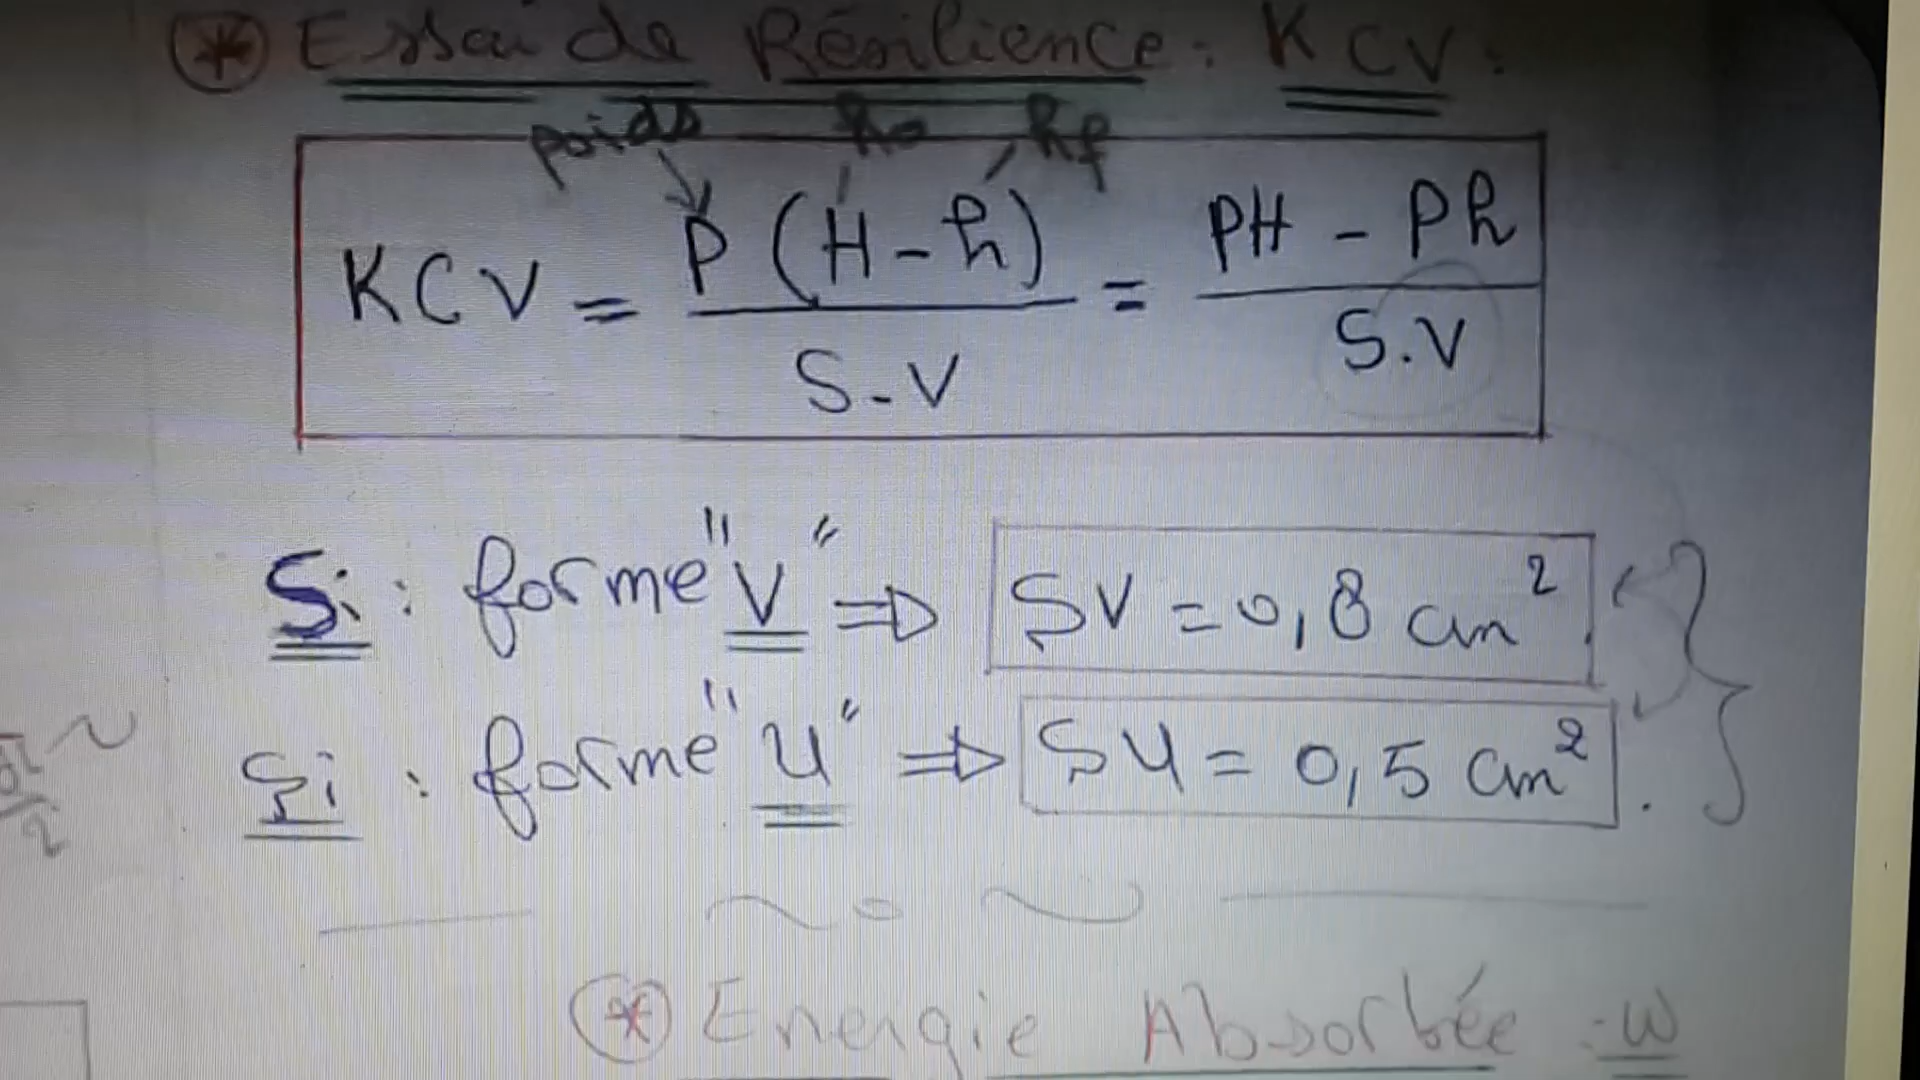 * Essai de Résilience : KCV :
poids ho hf
KCV = P (H - h) / S.V = PH - Ph / S.V
Si : forme "V" ⇒ SV = 0,8 cm²
Si : forme "U" ⇒ SU = 0,5 cm² .
* Energie Absorbée : W